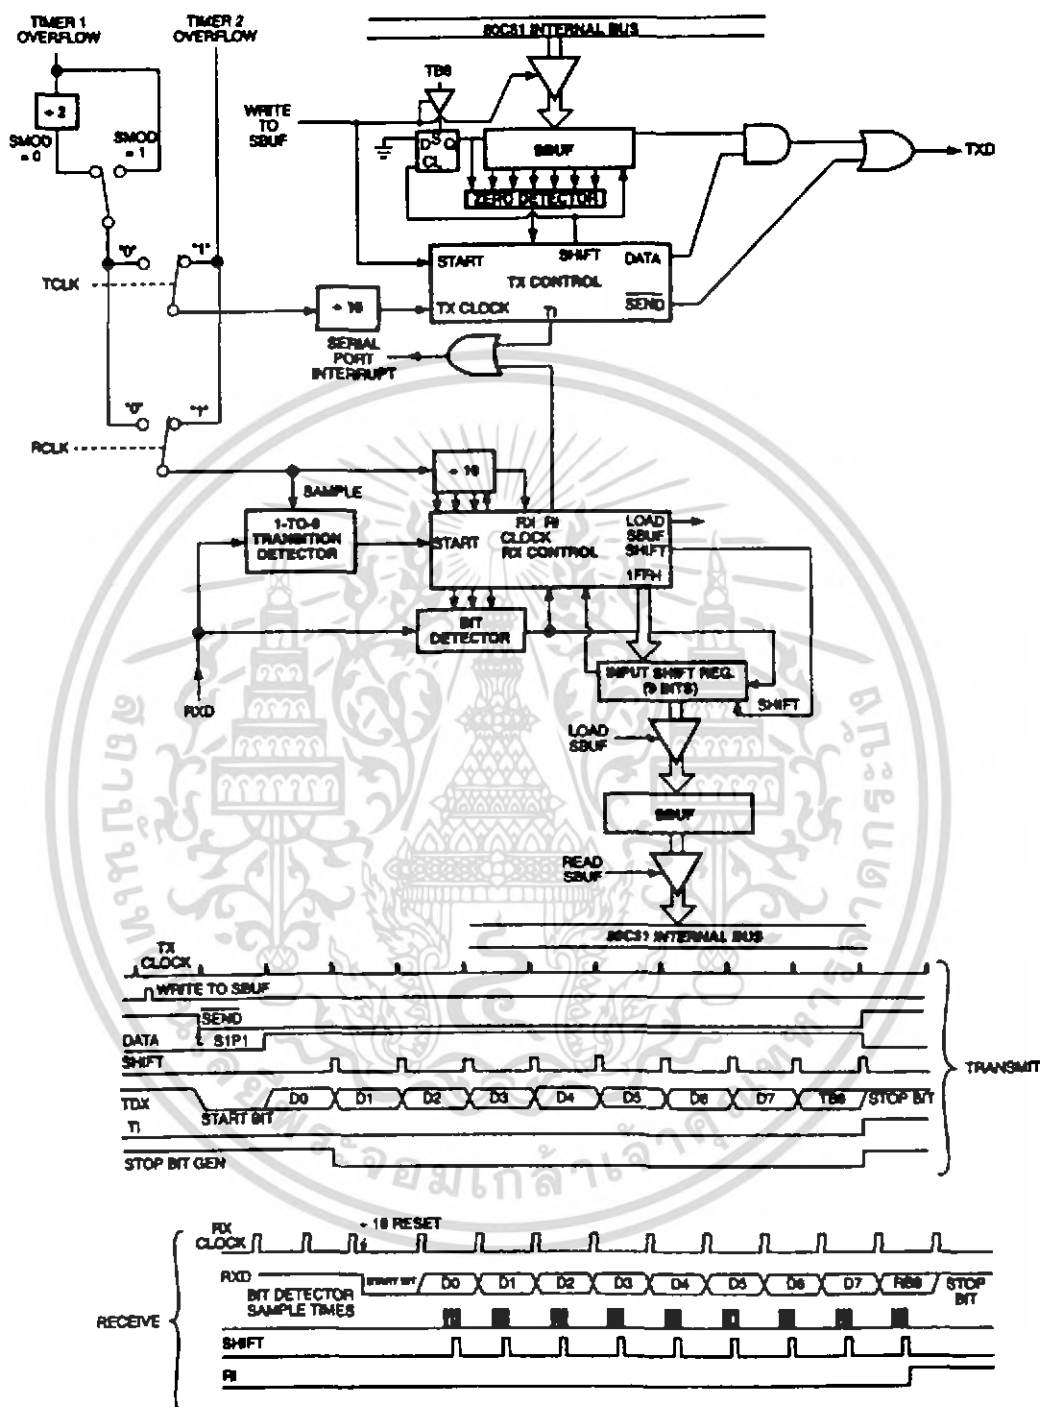 TIMER 1
OVERFLOW
TIMER 2
OVERFLOW
80C51 INTERNAL BUS
TB8
WRITE
TO
SBUF
÷ 2
SMOD
= 0
SMOD
= 1
D S Q
CL
SBUF
TXD
ZERO DETECTOR
"0"
"1"
TCLK
START
SHIFT
DATA
TX CONTROL
÷ 16
TX CLOCK
TI
SEND
SERIAL
PORT
INTERRUPT
"0"
"1"
RCLK
÷ 16
SAMPLE
1-TO-0
TRANSITION
DETECTOR
START
RX
CLOCK
RI
RX CONTROL
LOAD
SBUF
SHIFT
1FFH
BIT
DETECTOR
INPUT SHIFT REG.
(9 BITS)
RXD
SHIFT
LOAD
SBUF
SBUF
READ
SBUF
80C51 INTERNAL BUS
TX
CLOCK
WRITE TO SBUF
SEND
DATA
S1P1
SHIFT
TRANSMIT
TDX
START BIT
D0 D1 D2 D3 D4 D5 D6 D7 TB8 STOP BIT
TI
STOP BIT GEN
RX
CLOCK
÷ 16 RESET
RXD
START BIT
D0 D1 D2 D3 D4 D5 D6 D7 RB8 STOP
BIT
BIT DETECTOR
SAMPLE TIMES
RECEIVE
SHIFT
RI